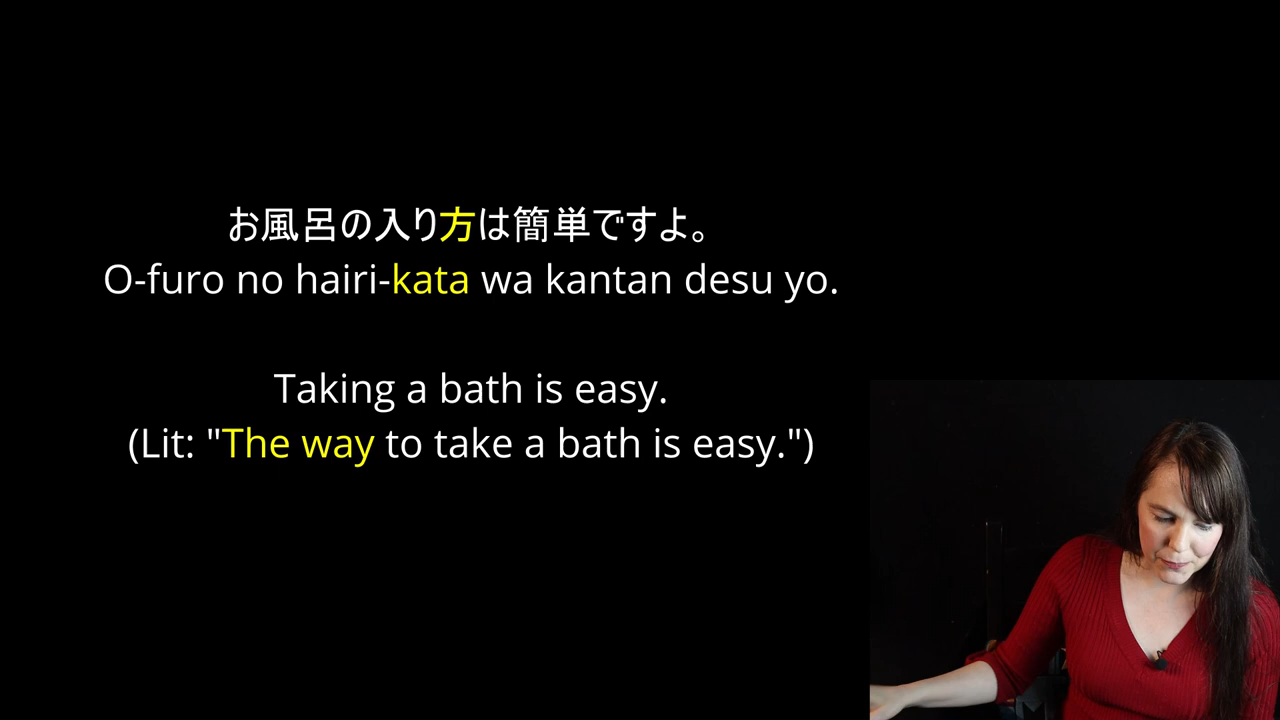 お風呂の入り方は簡単ですよ。
O-furo no hairi-kata wa kantan desu yo.
Taking a bath is easy.
(Lit: "The way to take a bath is easy.")